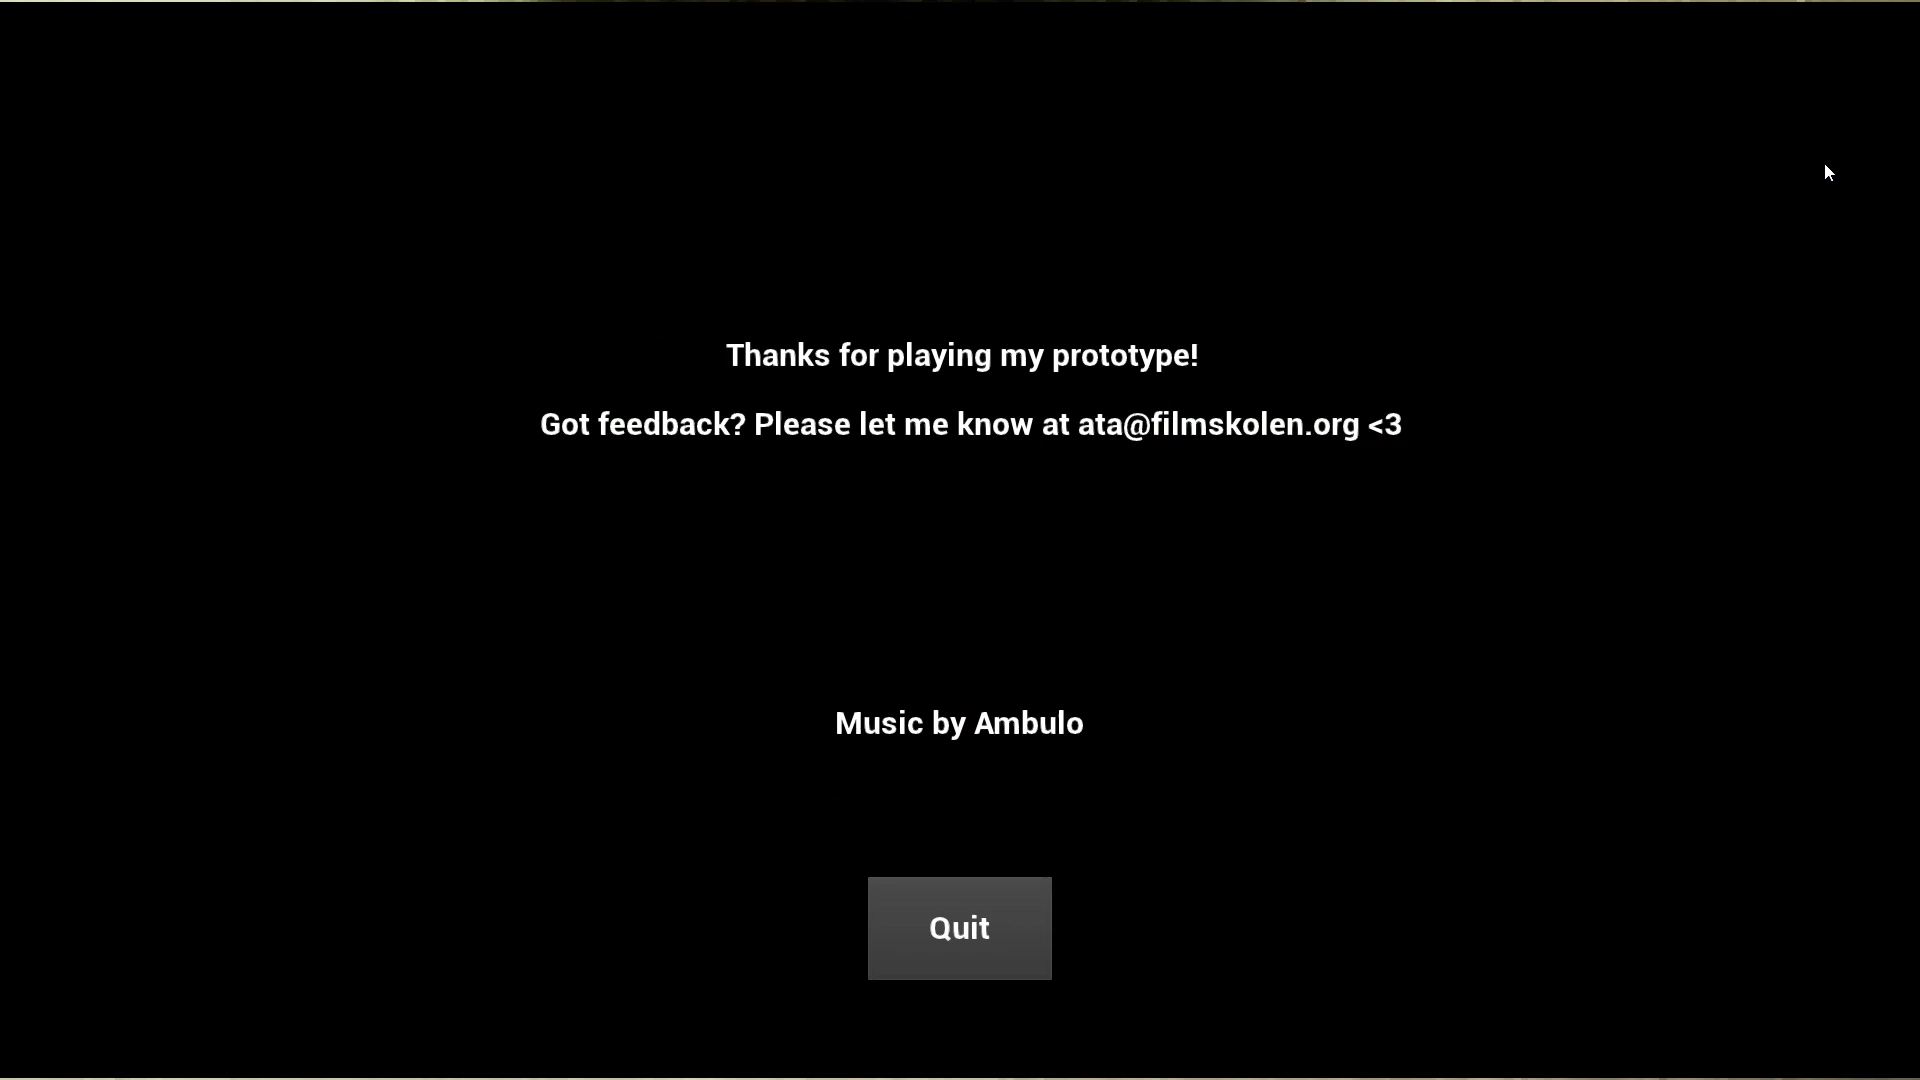 Thanks for playing my prototype!
Got feedback? Please let me know at ata@filmskolen.org <3
Music by Ambulo
Quit